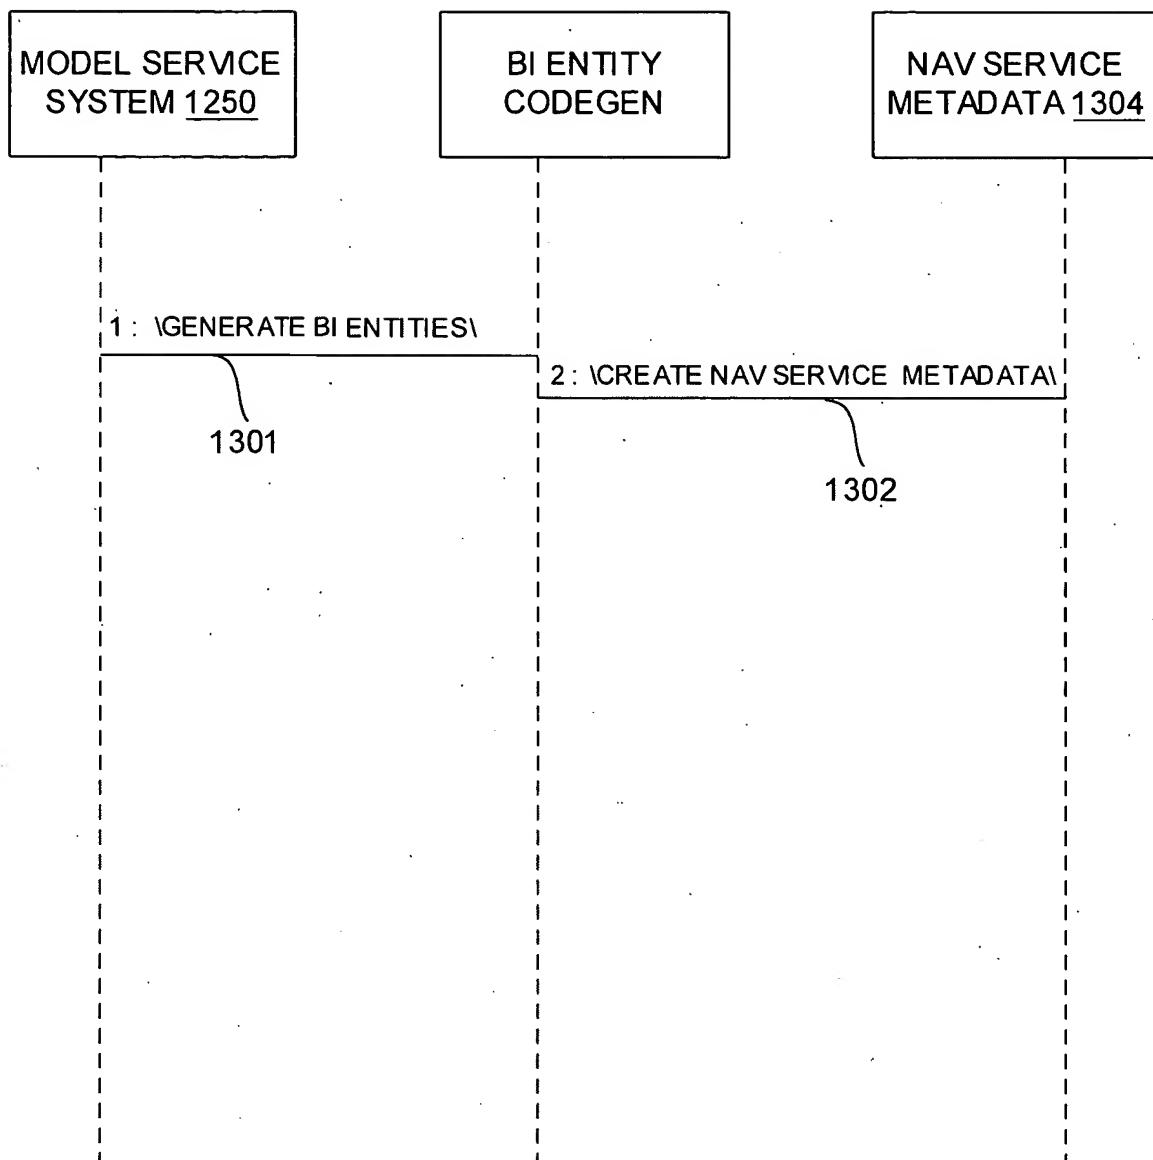 MODEL SERVICE
SYSTEM 1250
BI ENTITY
CODEGEN
NAV SERVICE
METADATA 1304
1 : \GENERATE BI ENTITIES\
2 : \CREATE NAV SERVICE METADATA\
1301
1302